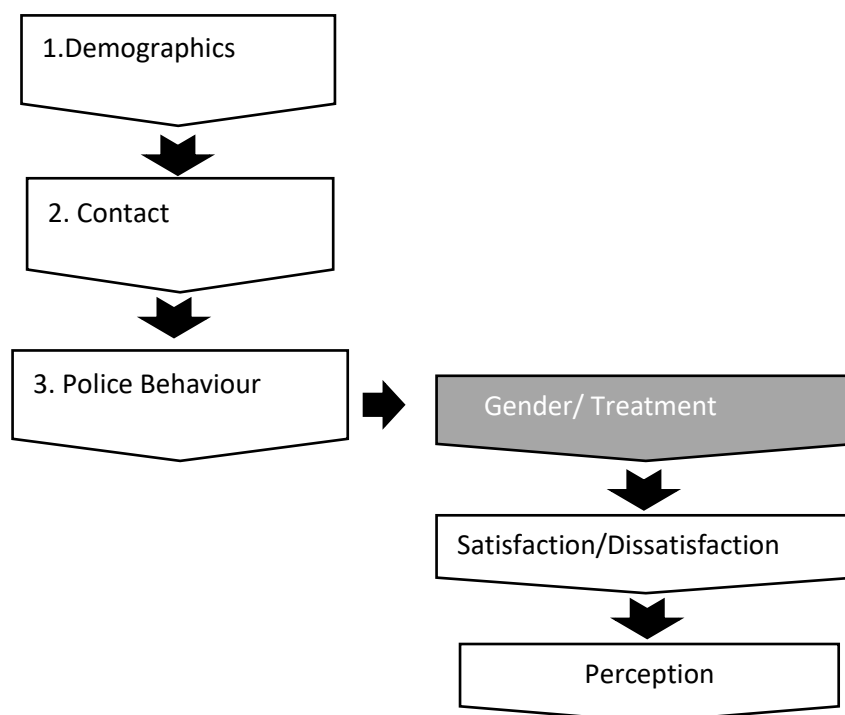 1.Demographics
2. Contact
3. Police Behaviour
Gender/ Treatment
Satisfaction/Dissatisfaction
Perception